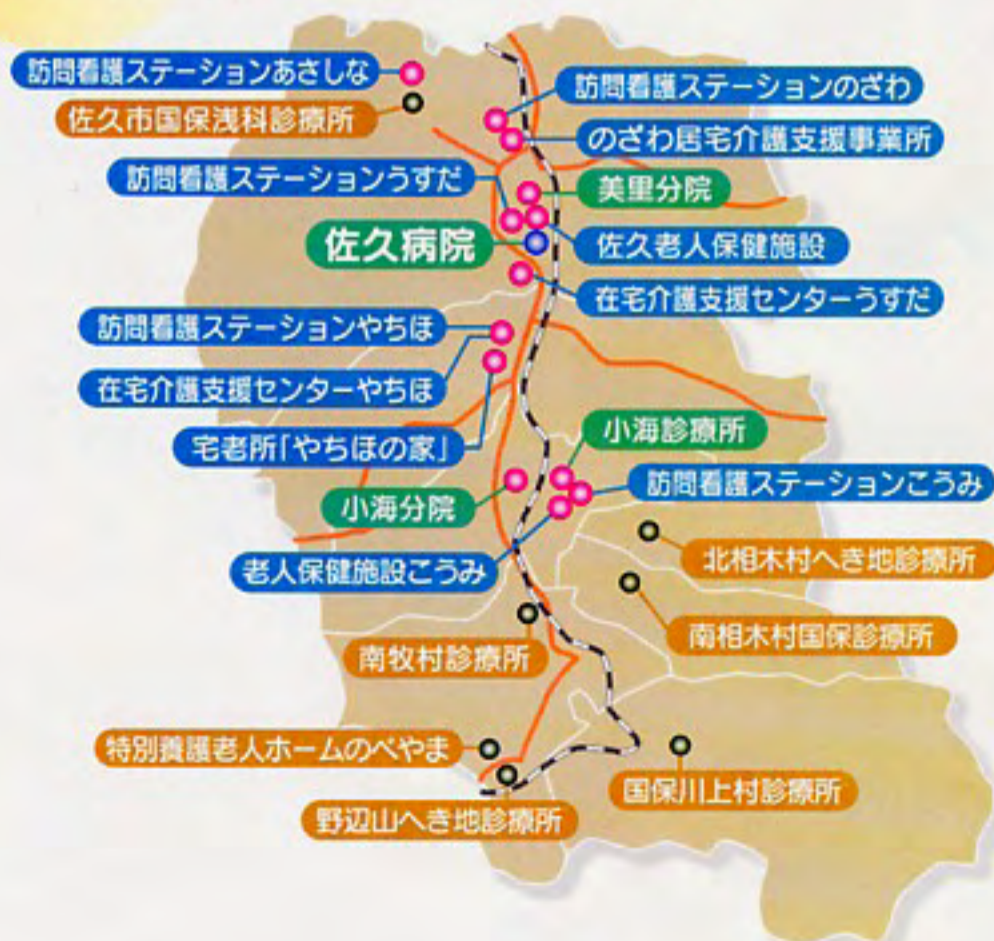 訪問看護ステーションあさしな
佐久市国保浅科診療所
訪問看護ステーションのざわ
のざわ居宅介護支援事業所
訪問看護ステーションうすだ
美里分院
佐久病院
佐久老人保健施設
在宅介護支援センターうすだ
訪問看護ステーションやちほ
在宅介護支援センターやちほ
宅老所「やちほの家」
小海診療所
小海分院
訪問看護ステーションこうみ
老人保健施設こうみ
北相木村へき地診療所
南相木村国保診療所
南牧村診療所
特別養護老人ホームのべやま
国保川上村診療所
野辺山へき地診療所